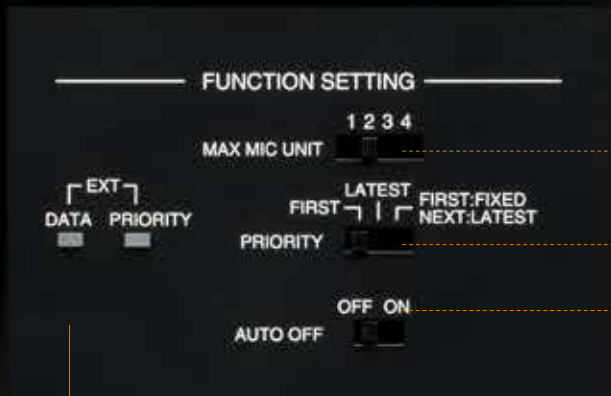 FUNCTION SETTING
1 2 3 4
MAX MIC UNIT
EXT
DATA PRIORITY
LATEST
FIRST
FIRST:FIXED
NEXT:LATEST
PRIORITY
OFF ON
AUTO OFF